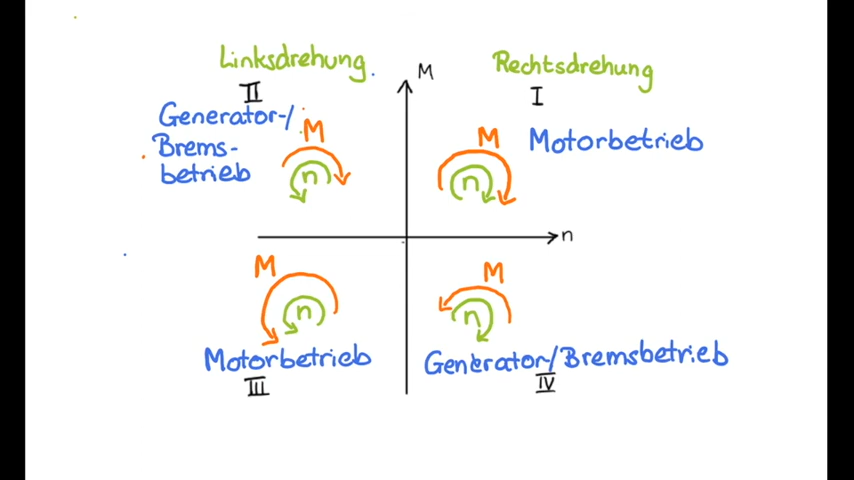 Linksdrehung
II
Generator-/
Brems-
betrieb
M
n
M
Rechtsdrehung
I
M
Motorbetrieb
n
n
M
n
Motorbetrieb
III
M
n
Generator-/Bremsbetrieb
IV